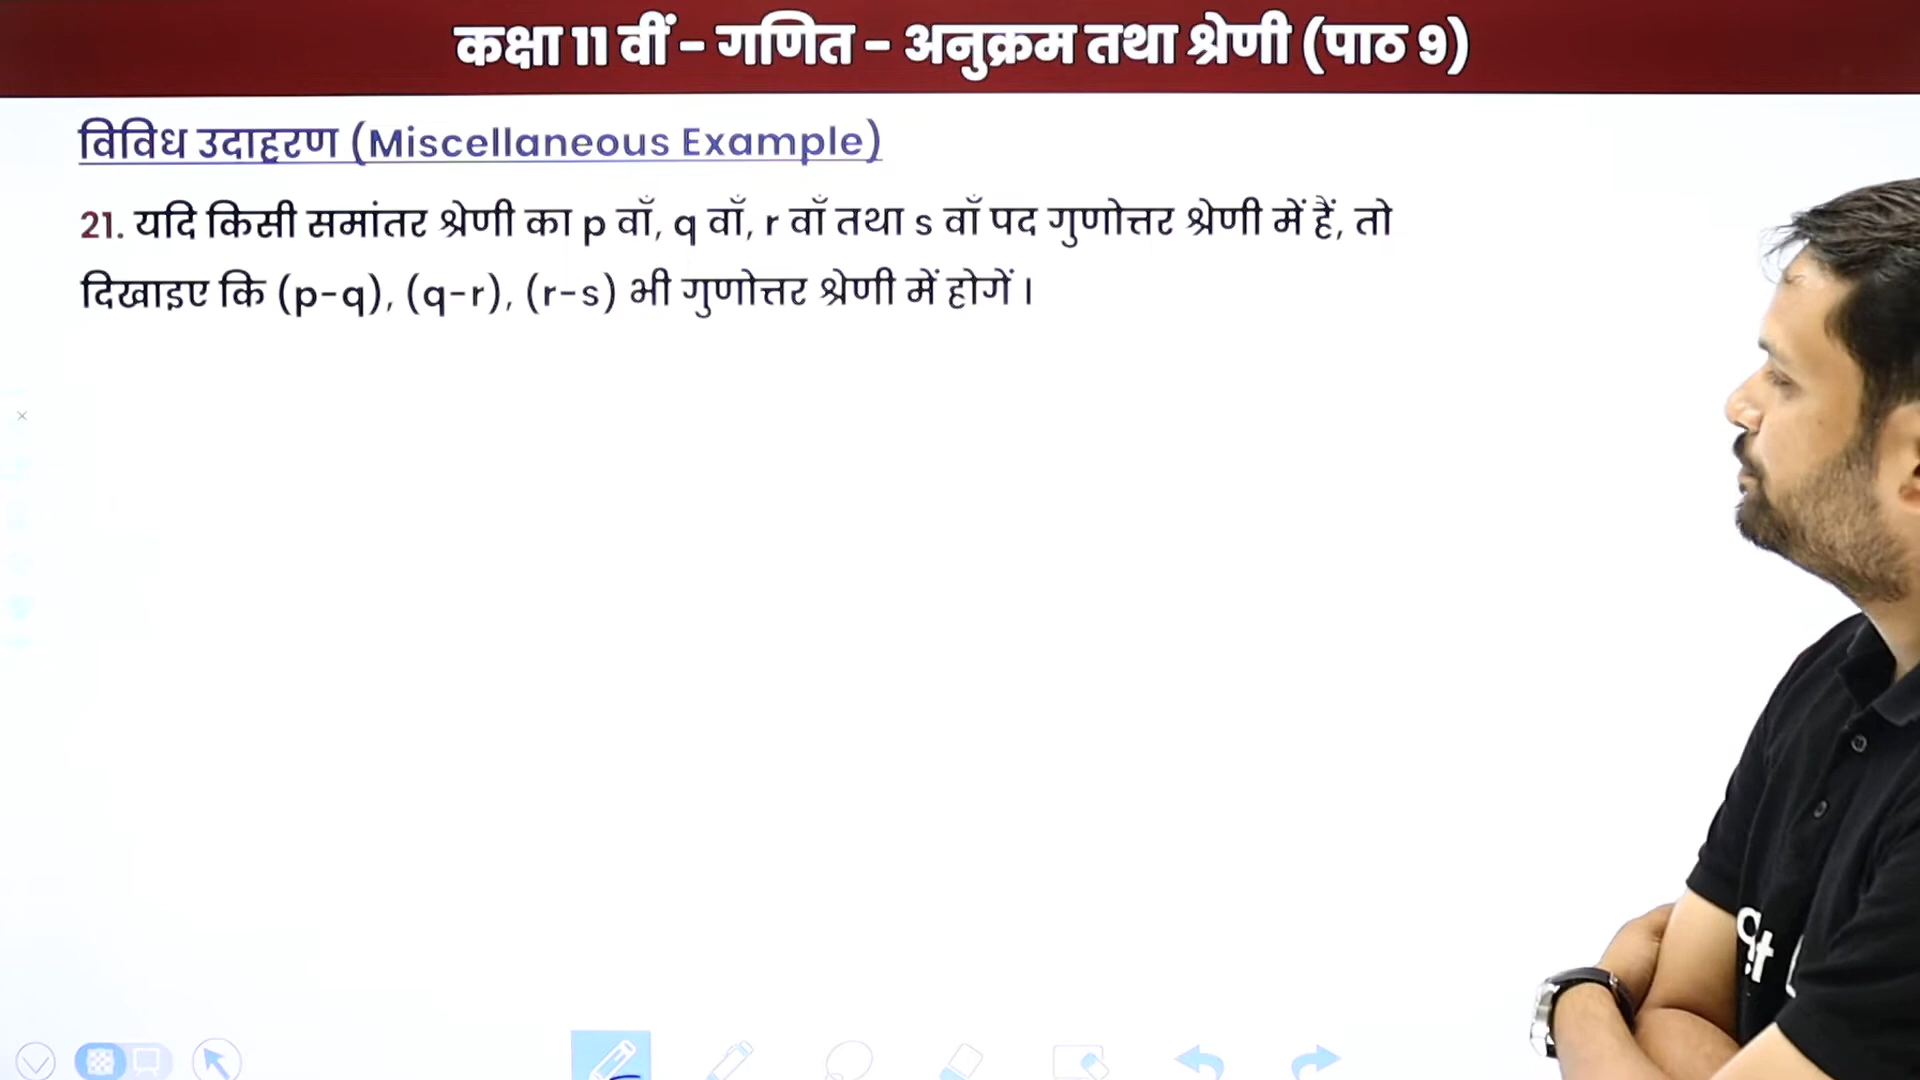 कक्षा 11 वीं - गणित - अनुक्रम तथा श्रेणी (पाठ 9)
विविध उदाहरण (Miscellaneous Example)
21. यदि किसी समांतर श्रेणी का p वाँ, q वाँ, r वाँ तथा s वाँ पद गुणोत्तर श्रेणी में हैं, तो
दिखाइए कि (p-q), (q-r), (r-s) भी गुणोत्तर श्रेणी में होगें ।